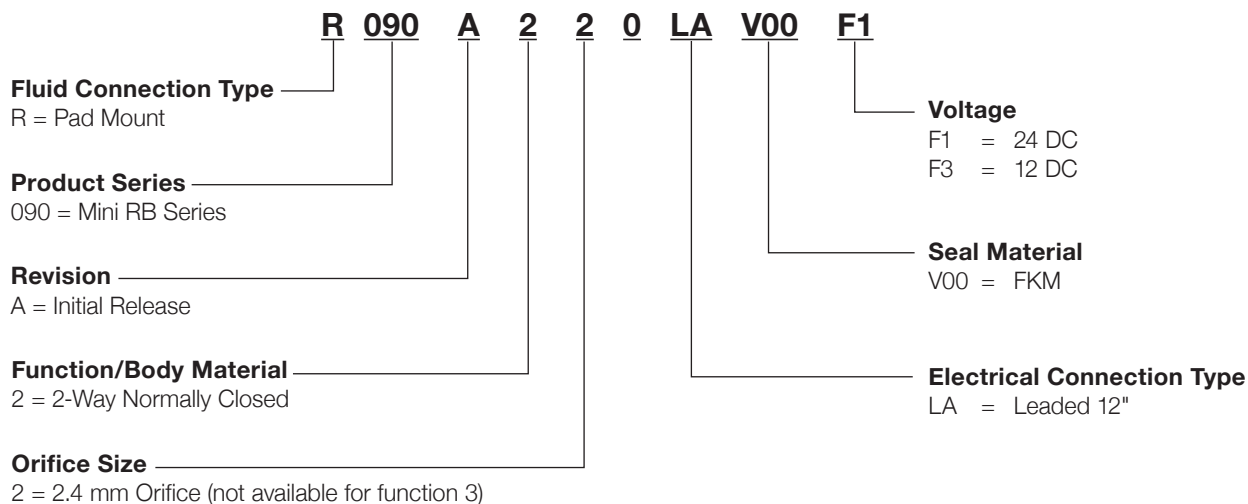 R 090 A 2 2 0 LA V00 F1
Fluid Connection Type
R = Pad Mount
Product Series
090 = Mini RB Series
Revision
A = Initial Release
Function/Body Material
2 = 2-Way Normally Closed
Orifice Size
2 = 2.4 mm Orifice (not available for function 3)
Voltage
F1 = 24 DC
F3 = 12 DC
Seal Material
V00 = FKM
Electrical Connection Type
LA = Leaded 12"